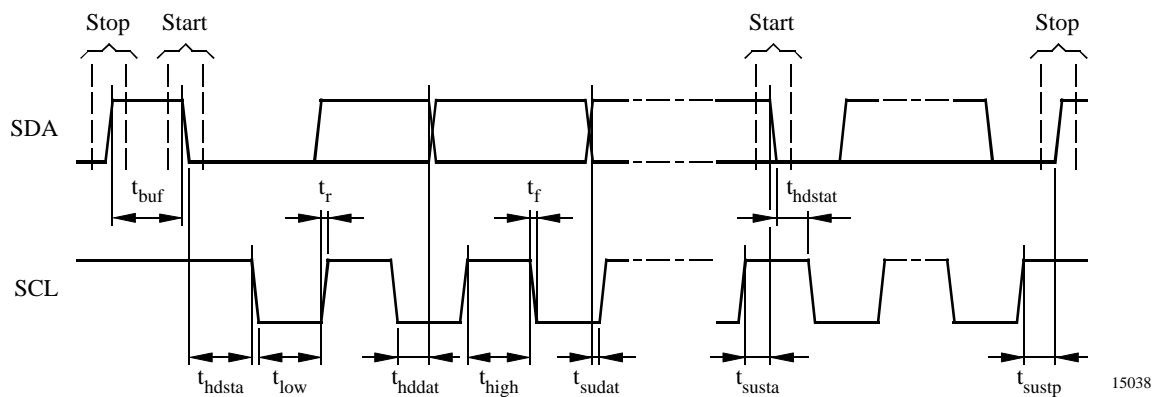 Stop Start Start Stop
SDA
t_buf t_r t_f t_hdstat
SCL
t_hdsta t_low t_hddat t_high t_sudat t_susta t_sustp 15038